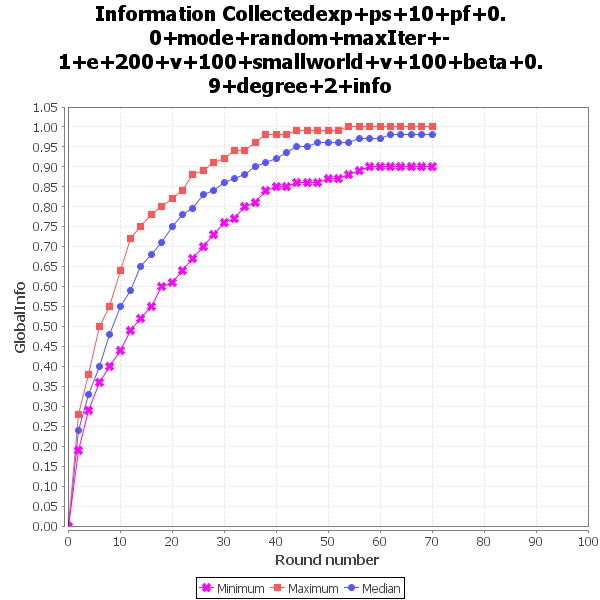 Information Collectedexp+ps+10+pf+0.
0+mode+random+maxIter+-
1+e+200+v+100+smallworld+v+100+beta+0.
9+degree+2+info
1.05
1.00
0.95
0.90
0.85
0.80
0.75
0.70
0.65
0.60
0.55
0.50
0.45
0.40
0.35
0.30
0.25
0.20
0.15
0.10
0.05
0.00
GlobalInfo
0 10 20 30 40 50 60 70 80 90 100
Round number
Minimum Maximum Median